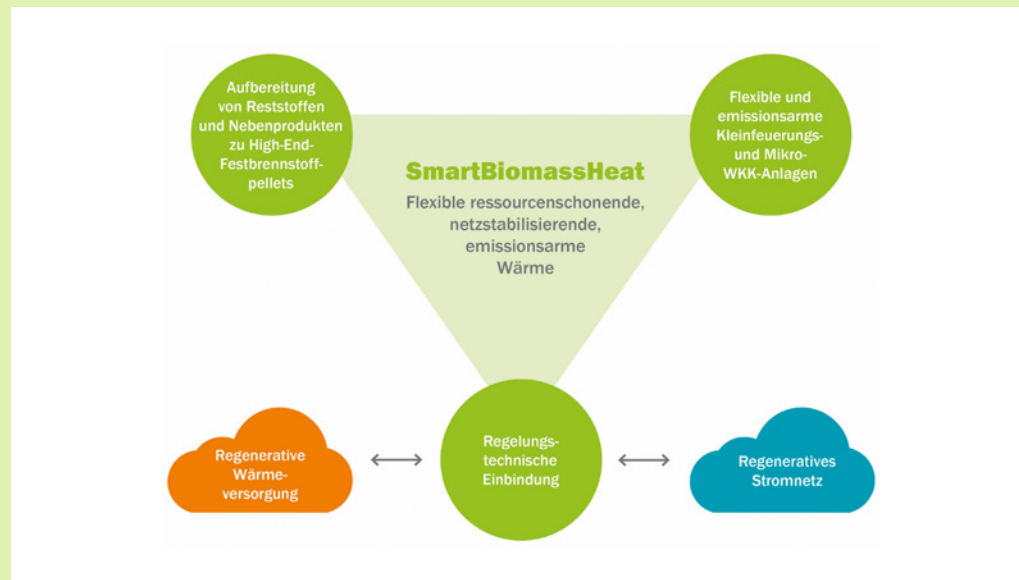 Aufbereitung
von Reststoffen
und Nebenprodukten
zu High-End-
Festbrennstoff-
pellets
Flexible und
emissionsarme
Kleinfeuerungs-
und Mikro-
WKK-Anlagen
SmartBiomassHeat
Flexible ressourcenschonende,
netzstabilisierende,
emissionsarme
Wärme
Regenerative
Wärme-
versorgung
Regelungs-
technische
Einbindung
Regeneratives
Stromnetz